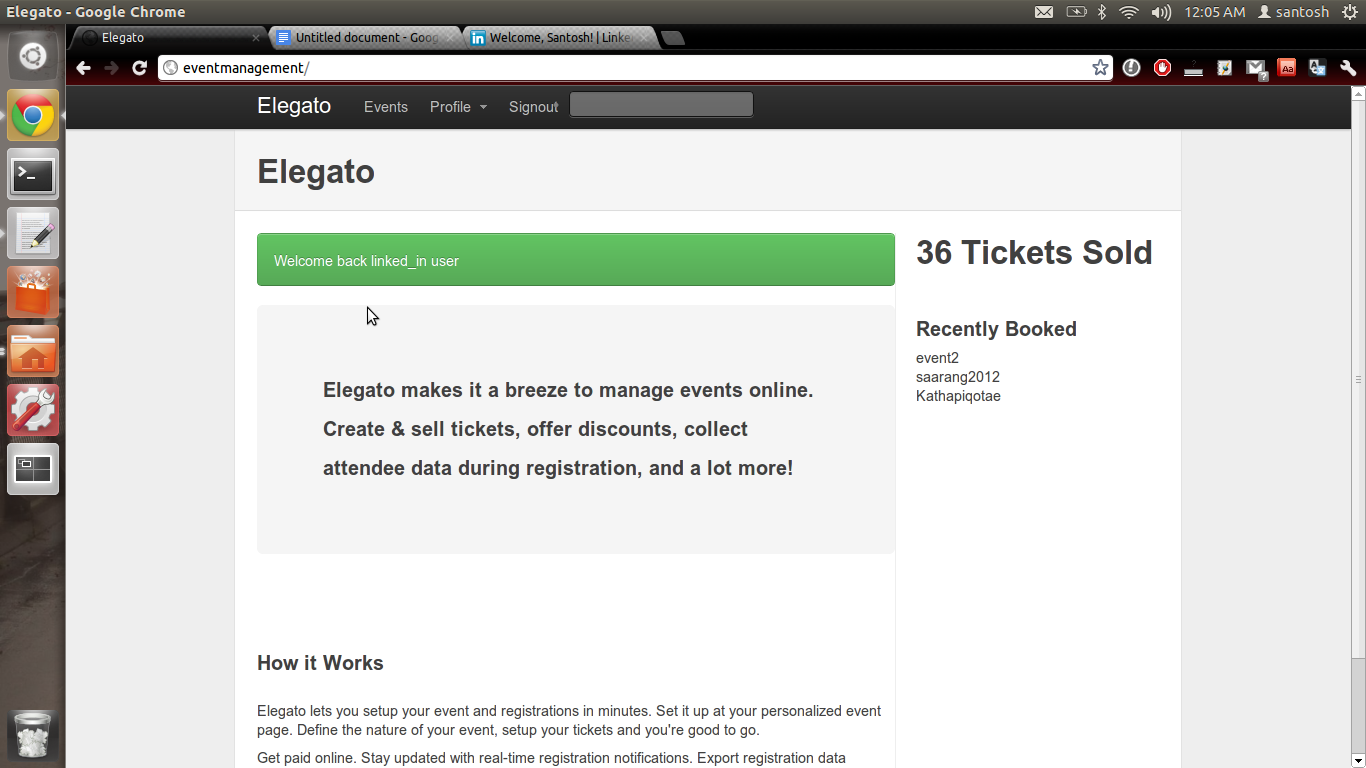 Elegato - Google Chrome
12:05 AM santosh
Elegato
Untitled document - Goog
Welcome, Santosh! | Linke
eventmanagement/
Aa
Elegato Events Profile Signout
Elegato
Welcome back linked_in user
36 Tickets Sold
Recently Booked
event2
saarang2012
Kathapiqotae
Elegato makes it a breeze to manage events online.
Create & sell tickets, offer discounts, collect
attendee data during registration, and a lot more!
How it Works
Elegato lets you setup your event and registrations in minutes. Set it up at your personalized event
page. Define the nature of your event, setup your tickets and you're good to go.
Get paid online. Stay updated with real-time registration notifications. Export registration data